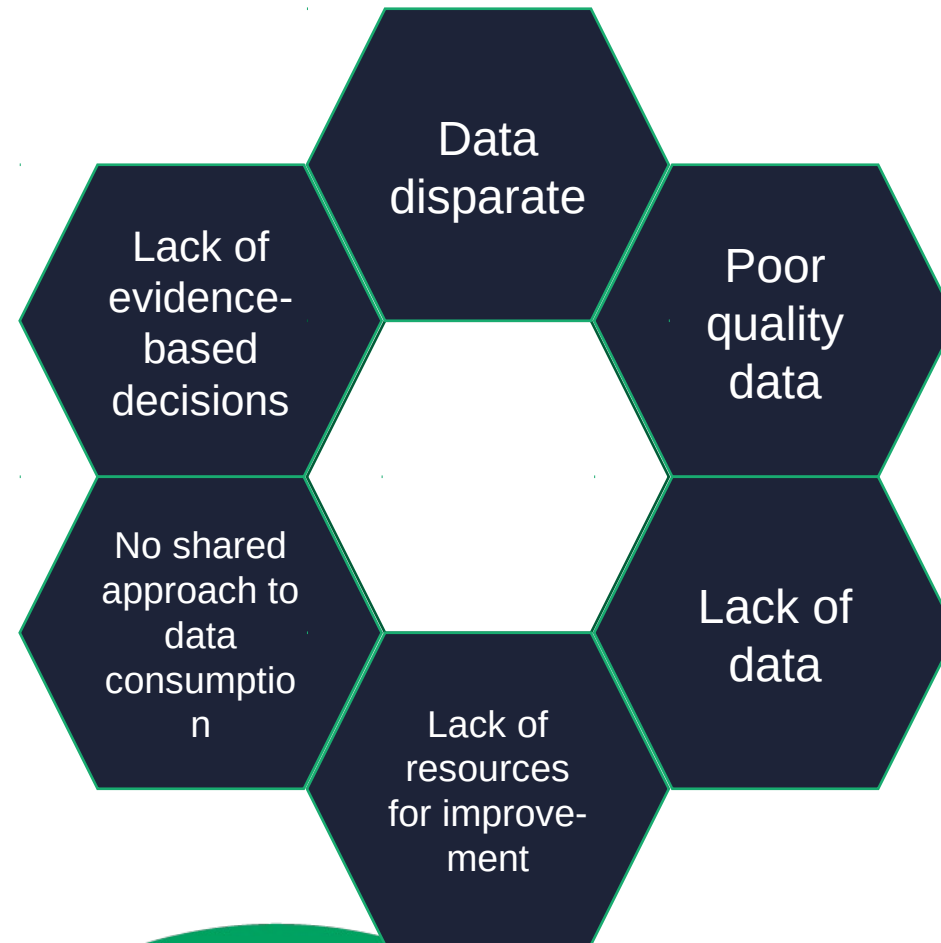 Data
disparate
Poor
quality
data
Lack of
data
Lack of
resources
for improve-
ment
No shared
approach to
data
consumptio
n
Lack of
evidence-
based
decisions